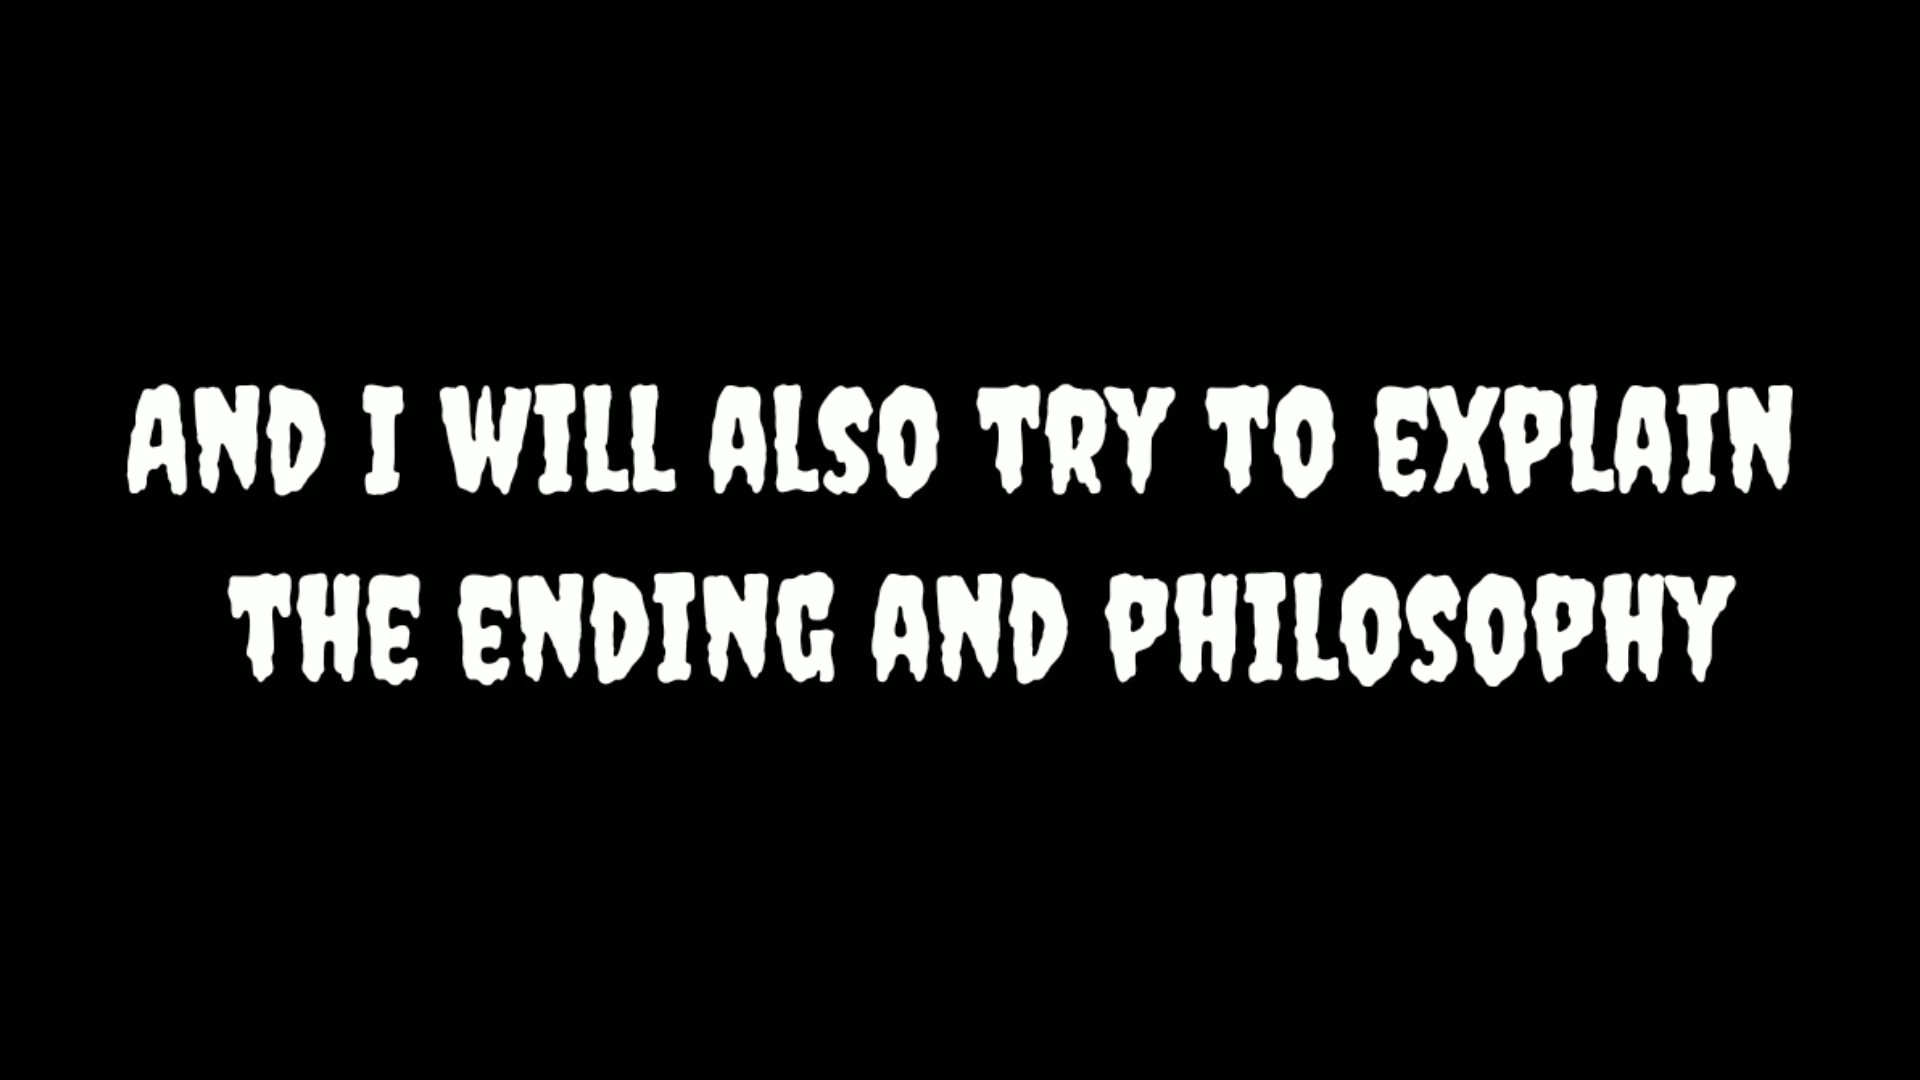 AND I WILL ALSO TRY TO EXPLAIN
THE ENDING AND PHILOSOPHY